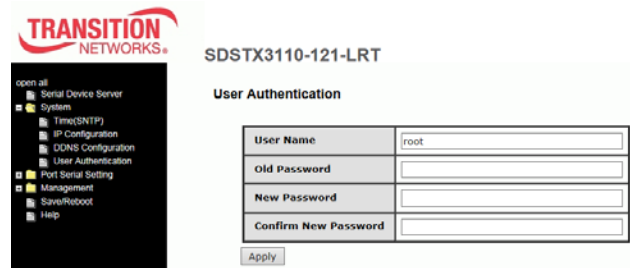 TRANSITION
NETWORKS®
SDSTX3110-121-LRT
open all
Serial Device Server
System
Time(SNTP)
IP Configuration
DDNS Configuration
User Authentication
Port Serial Setting
Management
Save/Reboot
Help
User Authentication
User Name
root
Old Password
New Password
Confirm New Password
Apply